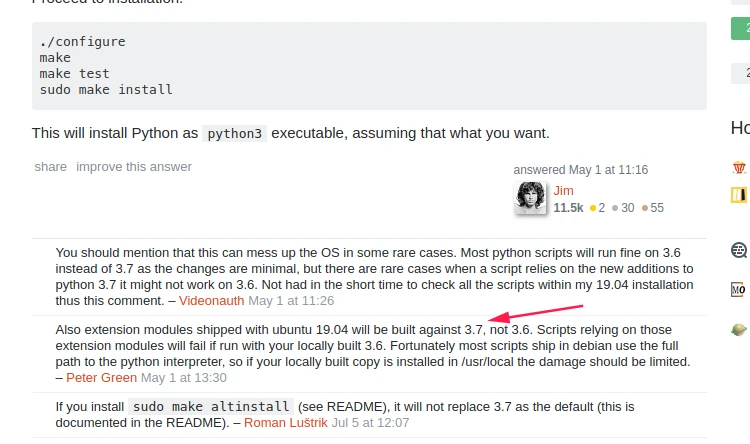 Proceed to installation:
./configure
make
make test
sudo make install
This will install Python as python3 executable, assuming that what you want.
share improve this answer
answered May 1 at 11:16
Jim
11.5k 2 30 55
You should mention that this can mess up the OS in some rare cases. Most python scripts will run fine on 3.6
instead of 3.7 as the changes are minimal, but there are rare cases when a script relies on the new additions to
python 3.7 it might not work on 3.6. Not had in the short time to check all the scripts within my 19.04 installation
thus this comment. – Videonauth May 1 at 11:26
Also extension modules shipped with ubuntu 19.04 will be built against 3.7, not 3.6. Scripts relying on those
extension modules will fail if run with your locally built 3.6. Fortunately most scripts ship in debian use the full
path to the python interpreter, so if your locally built copy is installed in /usr/local the damage should be limited.
– Peter Green May 1 at 13:30
If you install sudo make altinstall (see README), it will not replace 3.7 as the default (this is
documented in the README). – Roman Luštrik Jul 5 at 12:07
2
2
Ho
MO